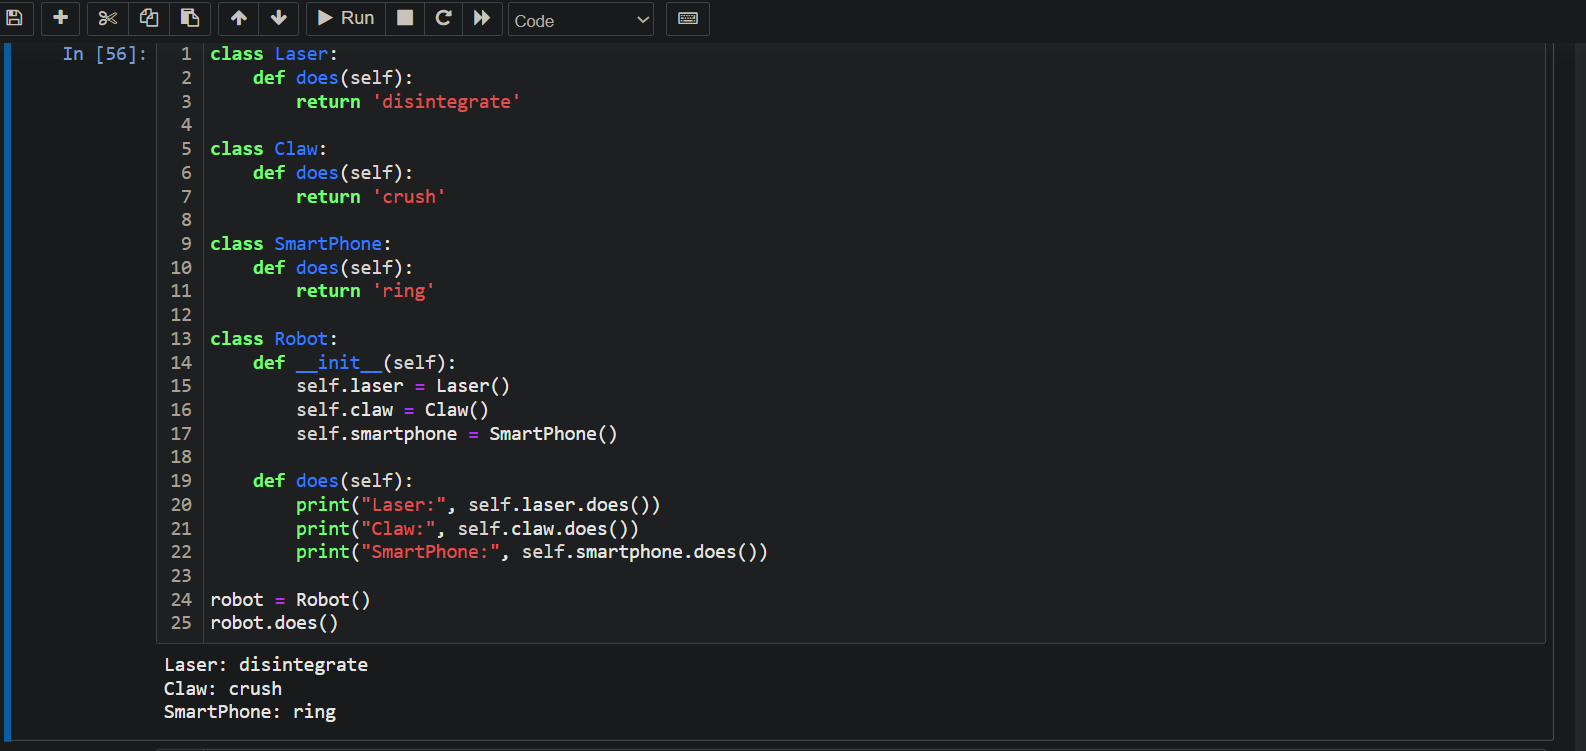 Run Code
In [56]:
1 class Laser:
2     def does(self):
3         return 'disintegrate'
4
5 class Claw:
6     def does(self):
7         return 'crush'
8
9 class SmartPhone:
10     def does(self):
11         return 'ring'
12
13 class Robot:
14     def __init__(self):
15         self.laser = Laser()
16         self.claw = Claw()
17         self.smartphone = SmartPhone()
18
19     def does(self):
20         print("Laser:", self.laser.does())
21         print("Claw:", self.claw.does())
22         print("SmartPhone:", self.smartphone.does())
23
24 robot = Robot()
25 robot.does()
Laser: disintegrate
Claw: crush
SmartPhone: ring